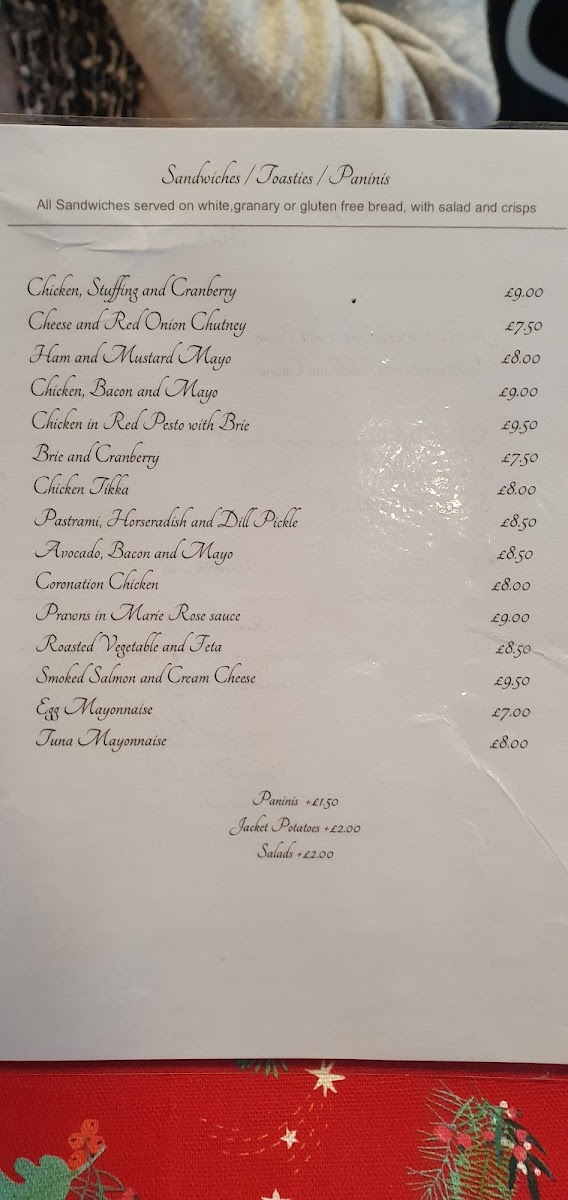 Sandwiches / Toasties / Paninis
All Sandwiches served on white,granary or gluten free bread, with salad and crisps
Chicken, Stuffing and Cranberry £9.00
Cheese and Red Onion Chutney £7.50
Ham and Mustard Mayo £8.00
Chicken, Bacon and Mayo £9.00
Chicken in Red Pesto with Brie £9.50
Brie and Cranberry £7.50
Chicken Tikka £8.00
Pastrami, Horseradish and Dill Pickle £8.50
Avocado, Bacon and Mayo £8.50
Coronation Chicken £8.00
Prawns in Marie Rose sauce £9.00
Roasted Vegetable and Feta £8.50
Smoked Salmon and Cream Cheese £9.50
Egg Mayonnaise £7.00
Tuna Mayonnaise £8.00
Paninis +£1.50
Jacket Potatoes +£2.00
Salads +£2.00